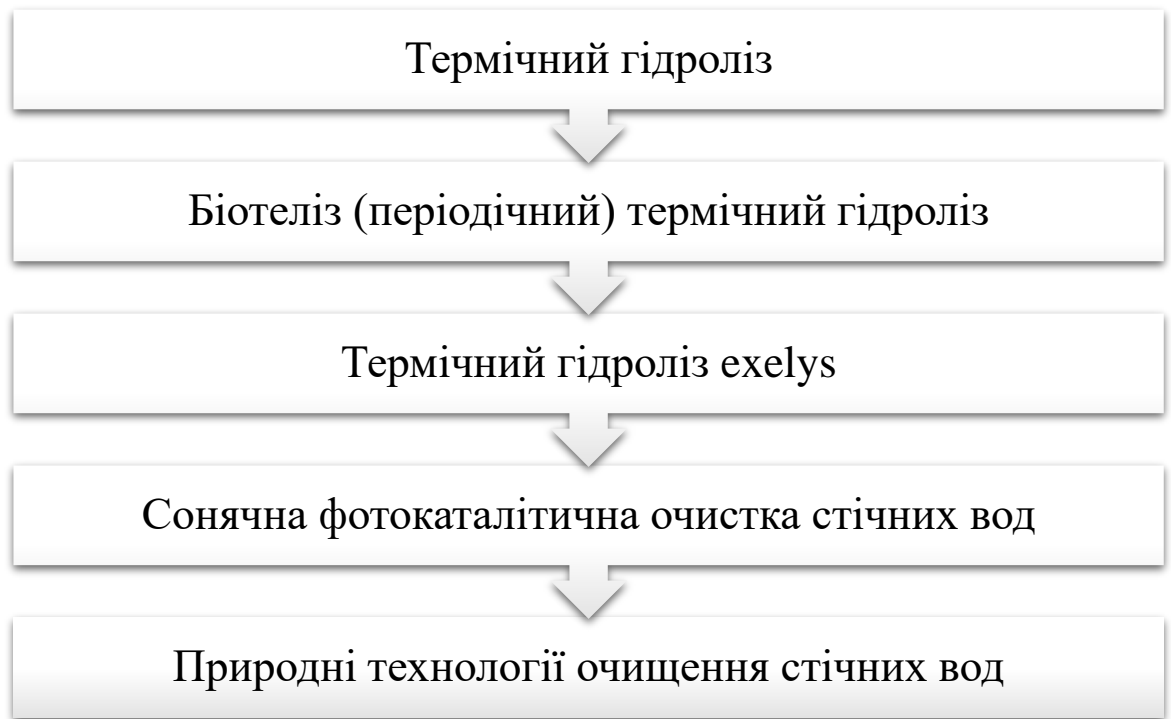 Термічний гідроліз
Біотеліз (періодічний) термічний гідроліз
Термічний гідроліз exelys
Сонячна фотокаталітична очистка стічних вод
Природні технології очищення стічних вод